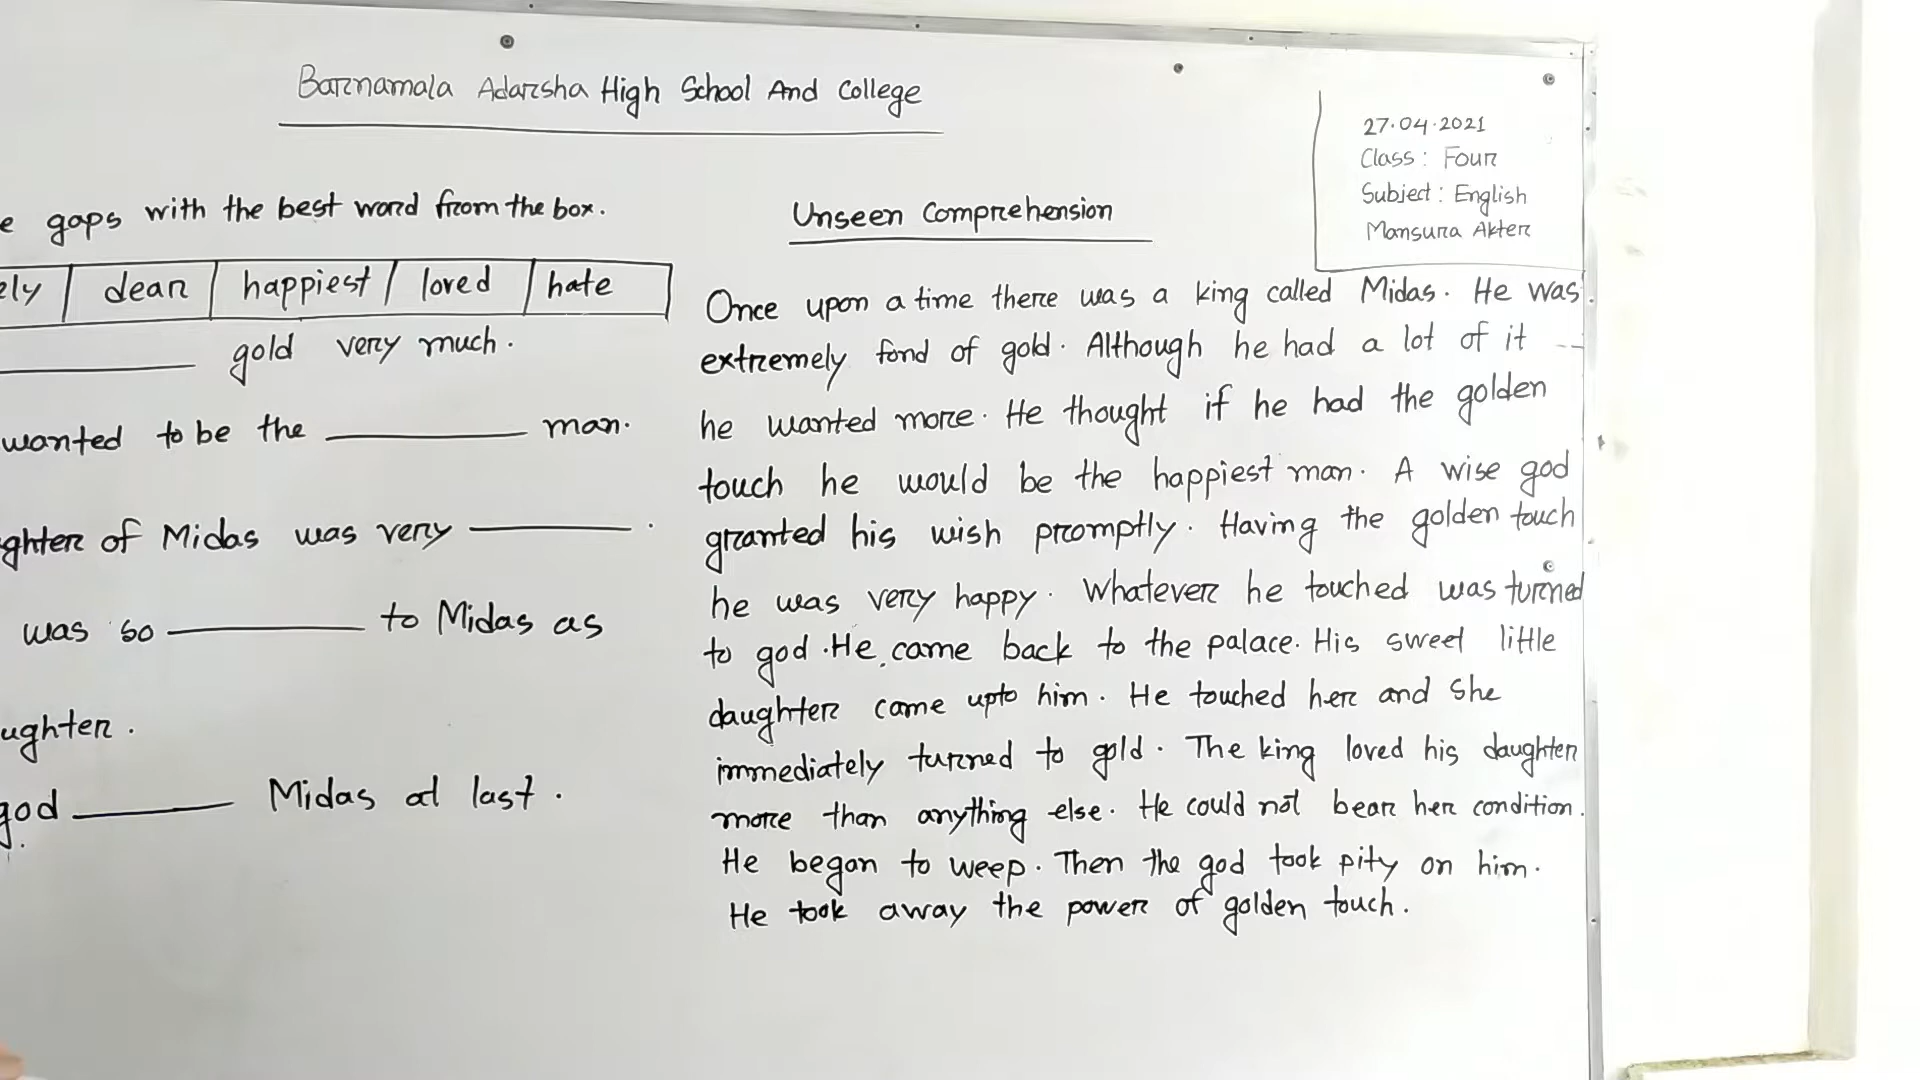 Barnamala Adarsha High School And College
27.04.2021
Class : Four
Subject : English
Mansura Akter
gaps with the best word from the box.
dear happiest loved hate
gold very much.
wanted to be the ________ man.
of Midas was very ________.
was so ________ to Midas as
god ________ Midas at last.
Unseen Comprehension
Once upon a time there was a king called Midas. He was
extremely fond of gold. Although he had a lot of it
he wanted more. He thought if he had the golden
touch he would be the happiest man. A wise god
granted his wish promptly. Having the golden touch
he was very happy. Whatever he touched was turned
to god. He came back to the palace. His sweet little
daughter came upto him. He touched her and she
immediately turned to gold. The king loved his daughter
more than anything else. He could not bear her condition.
He began to weep. Then the god took pity on him.
He took away the power of golden touch.